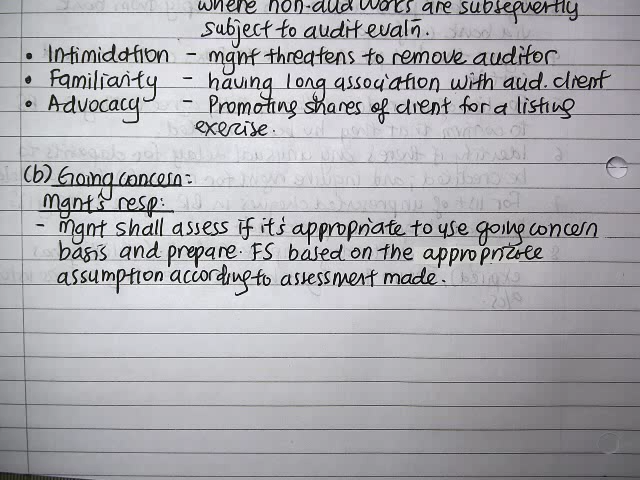 where non-aud works are subsequently
subject to audit evaln.
• Intimidation - mgnt threatens to remove auditor
• Familiarity - having long association with aud. client
• Advocacy - Promoting shares of client for a listing
exercise.
(b) Going concern:
Mgnt's resp:
- Mgnt shall assess if it's appropriate to use going concern
basis and prepare FS based on the appropriate
assumption according to assessment made.